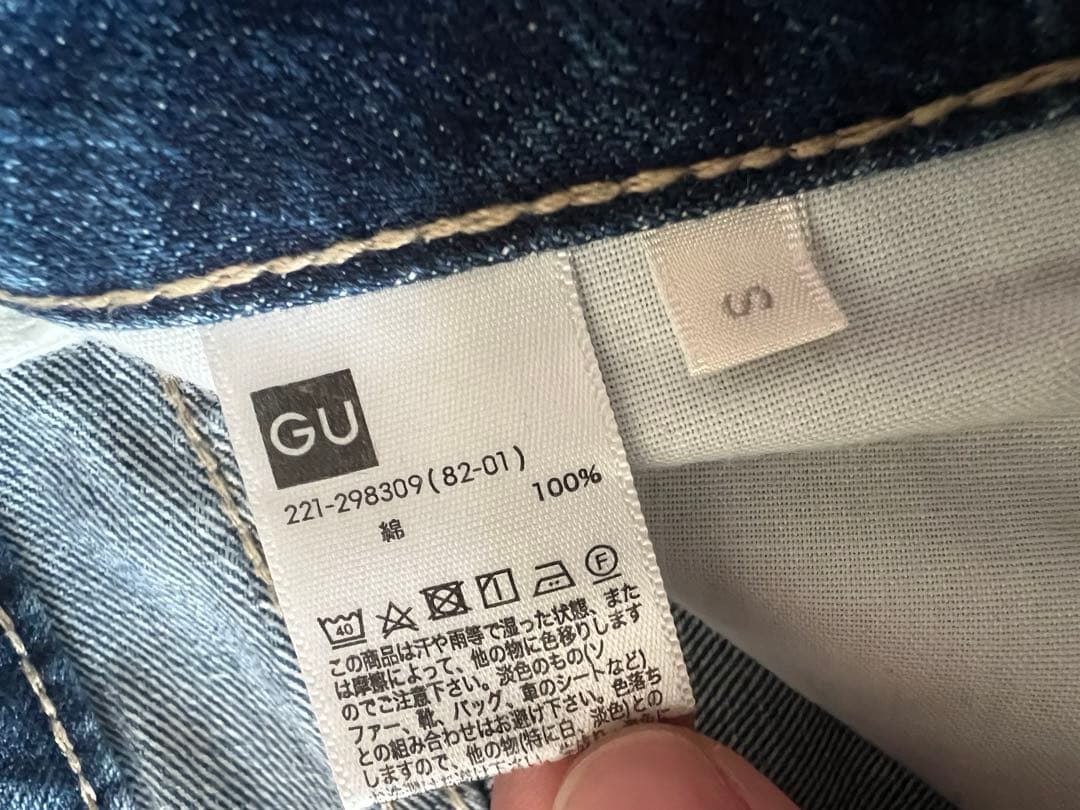 GU
221-298309(82-01)
綿 100%
40 F
この商品は汗や雨等で湿った状態、また
は摩擦によって、他の物に色移りします
のでご注意下さい。淡色のもの(ソ
ファー、靴、バッグ、車のシートなど)
との組み合わせはお避け下さい。色落ち
しますので、他の物(特に白、淡色)との
S